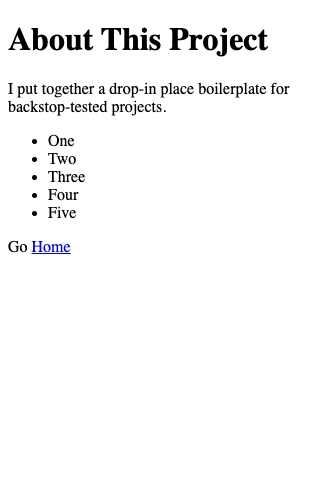 About This Project
I put together a drop-in place boilerplate for
backstop-tested projects.
One
Two
Three
Four
Five
Go Home